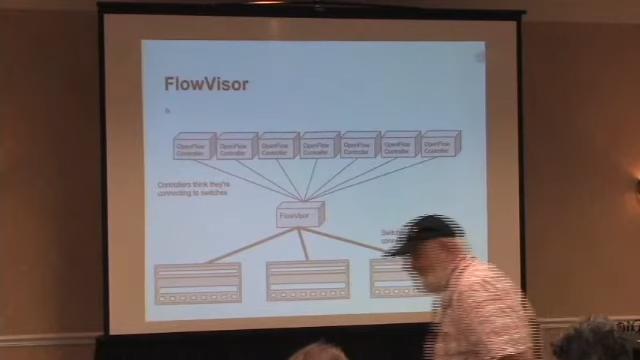 FlowVisor
OpenFlow
Controller
OpenFlow
Controller
OpenFlow
Controller
OpenFlow
Controller
OpenFlow
Controller
OpenFlow
Controller
OpenFlow
Controller
Controllers think they're
connecting to switches
FlowVisor